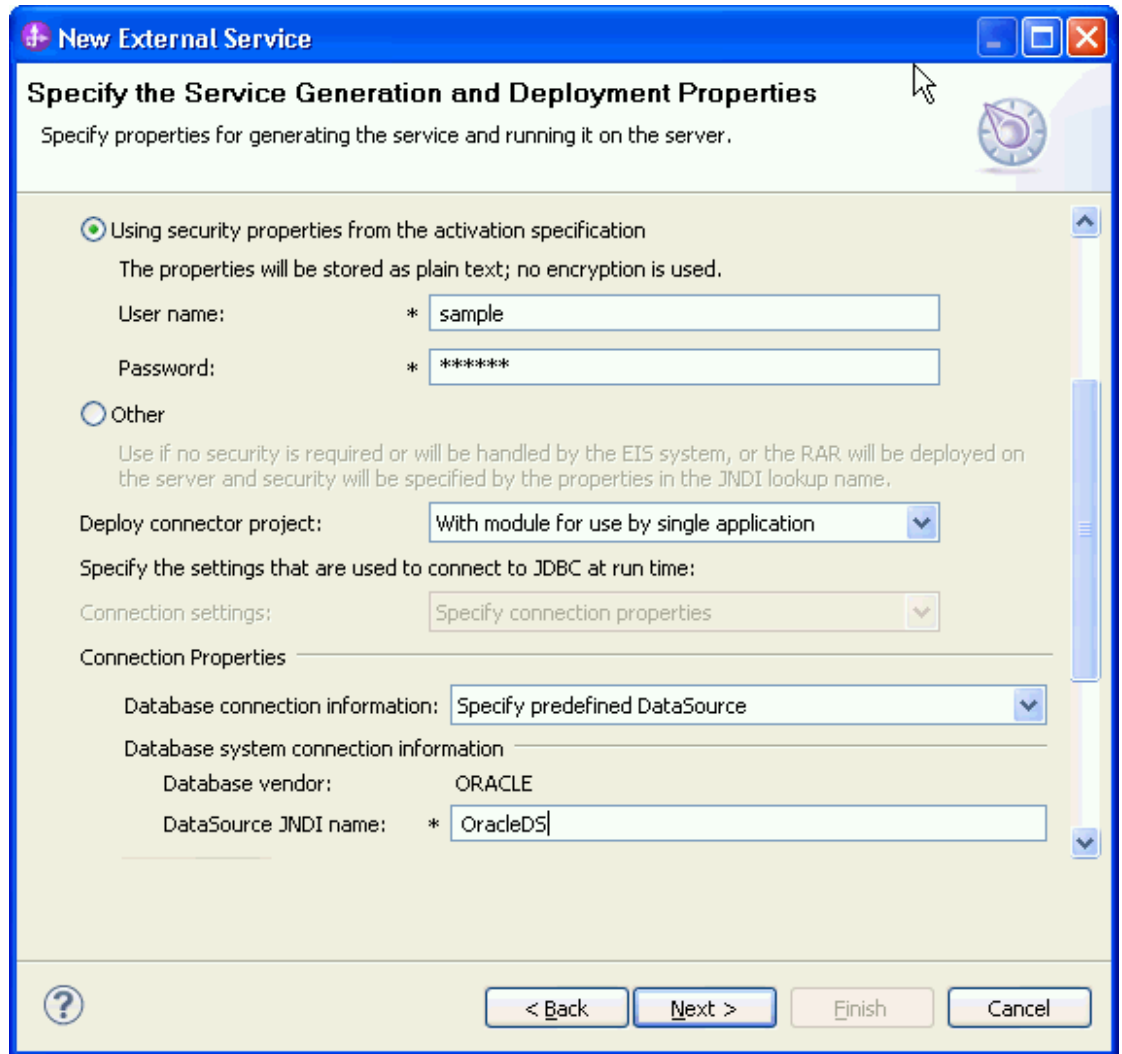 New External Service
Specify the Service Generation and Deployment Properties
Specify properties for generating the service and running it on the server.
Using security properties from the activation specification
The properties will be stored as plain text; no encryption is used.
User name: * sample
Password: * ******
Other
Use if no security is required or will be handled by the EIS system, or the RAR will be deployed on
the server and security will be specified by the properties in the JNDI lookup name.
Deploy connector project: With module for use by single application
Specify the settings that are used to connect to JDBC at run time:
Connection settings: Specify connection properties
Connection Properties
Database connection information: Specify predefined DataSource
Database system connection information
Database vendor: ORACLE
DataSource JNDI name: * OracleDS
? < Back Next > Finish Cancel